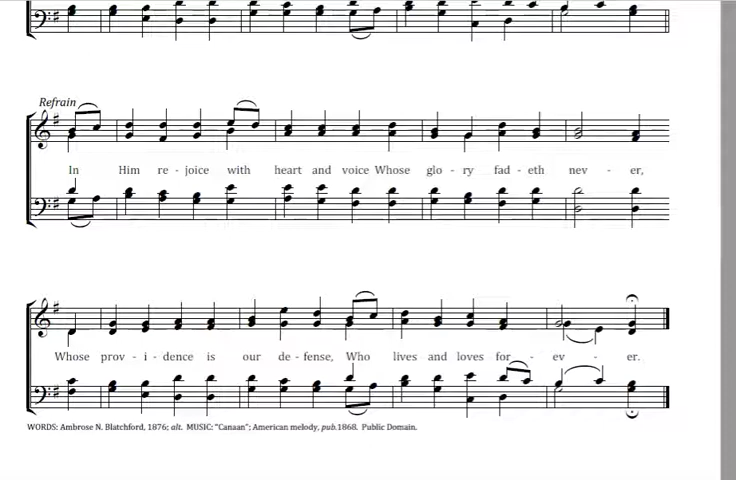 Refrain
In Him re - joice with heart and voice Whose glo - ry fad - eth nev - er,
Whose prov - i - dence is our de - fense, Who lives and loves for - ev - er.
WORDS: Ambrose N. Blatchford, 1876; alt. MUSIC: "Canaan"; American melody, pub.1868. Public Domain.